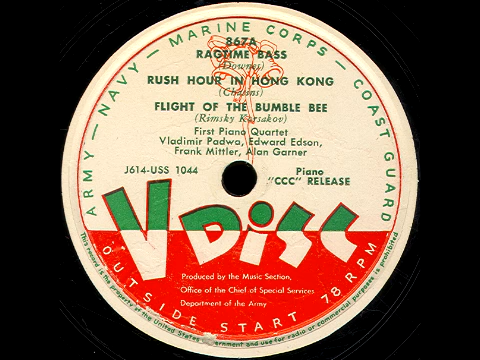 ARMY — NAVY — MARINE CORPS — COAST GUARD
867A
RAGTIME BASS
(Downes)
RUSH HOUR IN HONG KONG
(Chasins)
FLIGHT OF THE BUMBLE BEE
(Rimsky Korsakov)
First Piano Quartet
Vladimir Padwa, Edward Edson,
Frank Mittler, Alan Garner
J614-USS 1044
Piano
"CCC" RELEASE
V DISC
Produced by the Music Section,
Office of the Chief of Special Services
Department of the Army
OUTSIDE START 78 RPM
This record is the property of the United States Government and use for radio or commercial purpose is prohibited